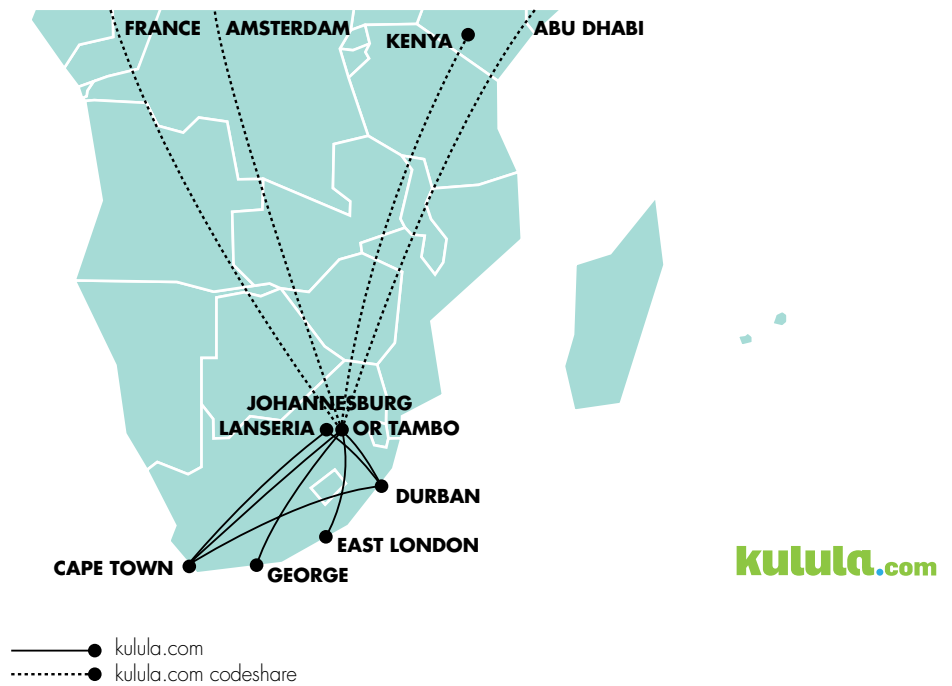 FRANCE
AMSTERDAM
KENYA
ABU DHABI
JOHANNESBURG
LANSERIA
OR TAMBO
DURBAN
EAST LONDON
CAPE TOWN
GEORGE
kulula.com
kulula.com
kulula.com codeshare